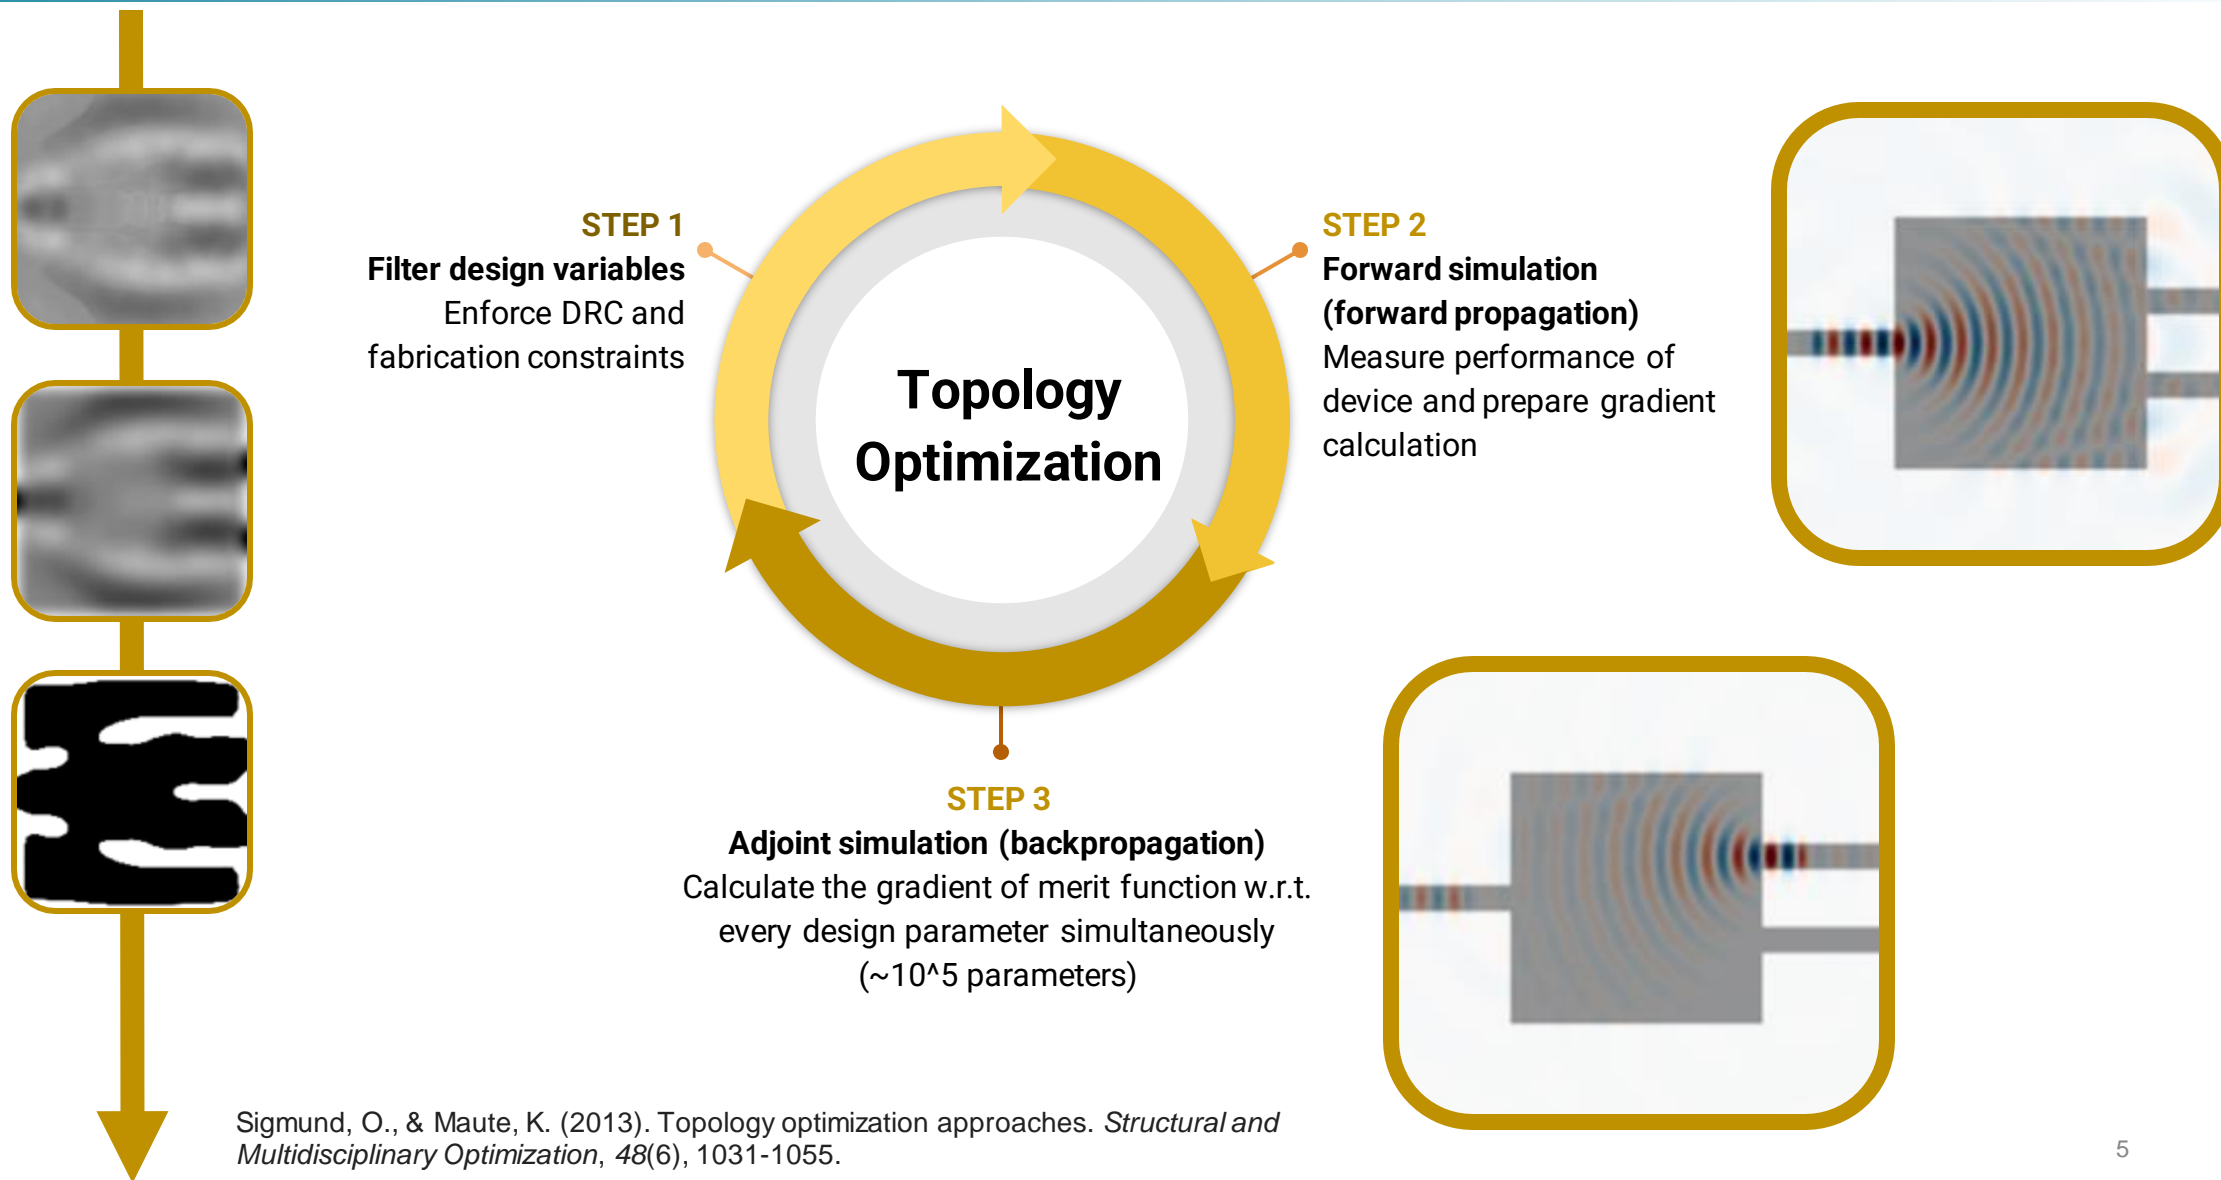 STEP 1
Filter design variables
Enforce DRC and
fabrication constraints
Topology
Optimization
STEP 2
Forward simulation
(forward propagation)
Measure performance of
device and prepare gradient
calculation
STEP 3
Adjoint simulation (backpropagation)
Calculate the gradient of merit function w.r.t.
every design parameter simultaneously
(~10^5 parameters)
Sigmund, O., & Maute, K. (2013). Topology optimization approaches. Structural and
Multidisciplinary Optimization, 48(6), 1031-1055.
5